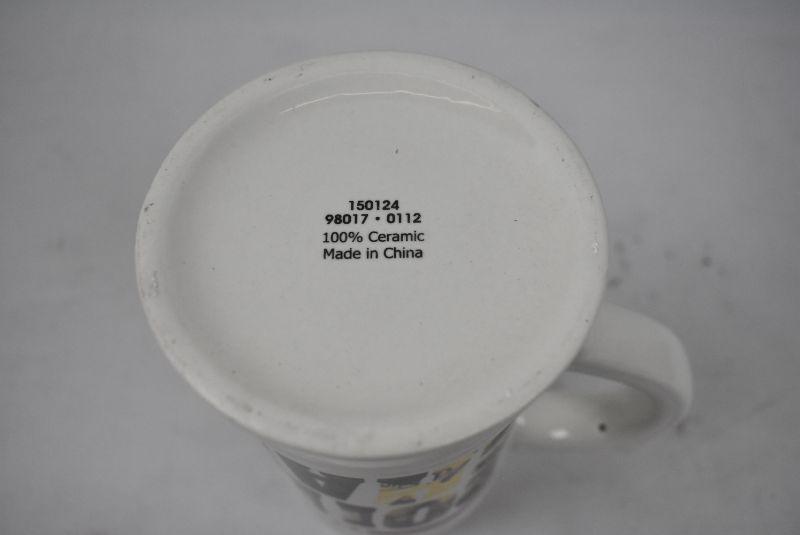 150124
98017 • 0112
100% Ceramic
Made in China